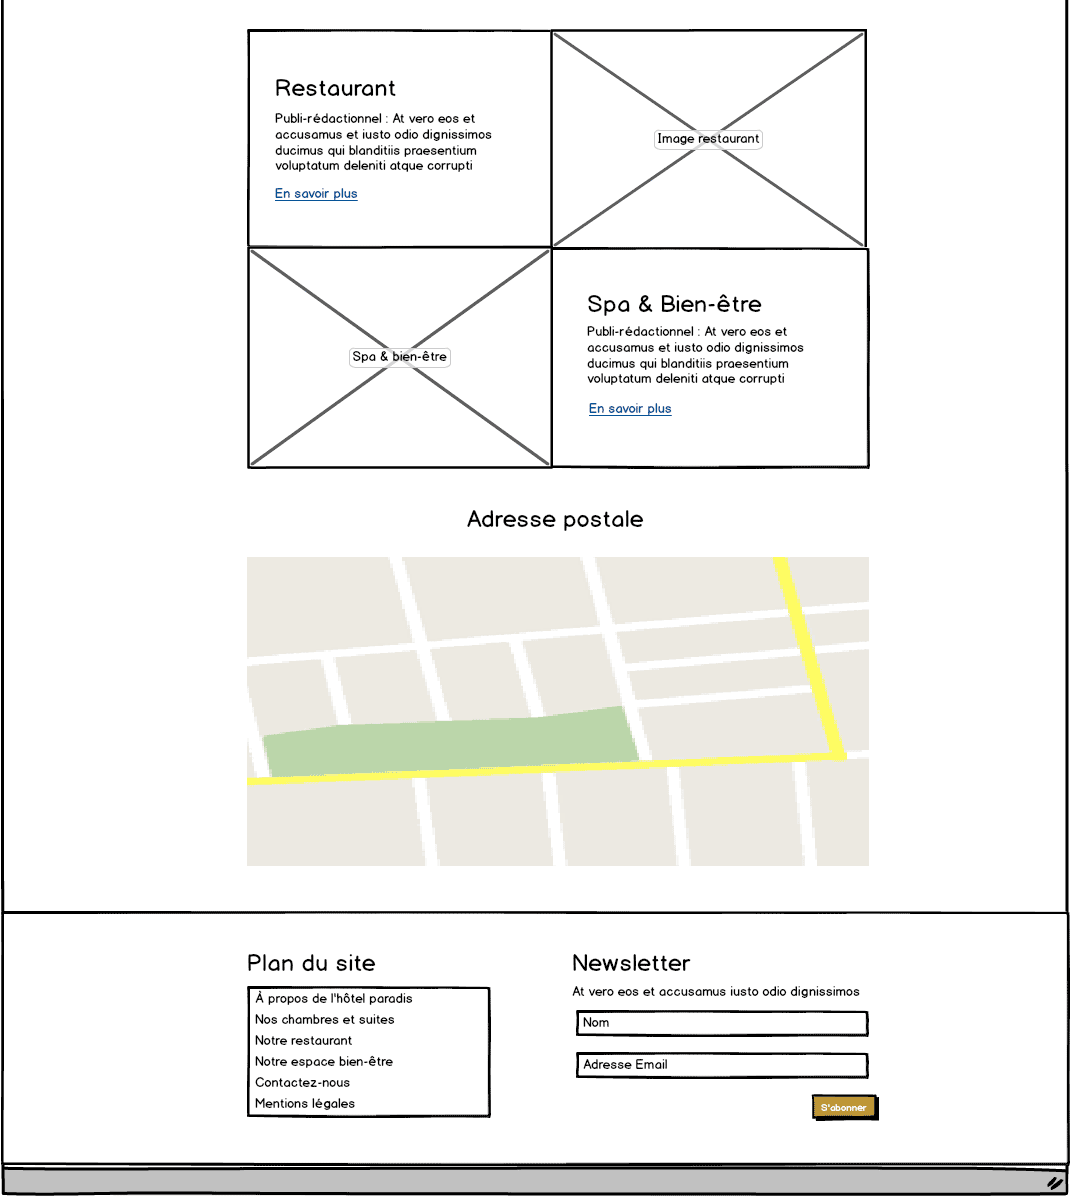 Restaurant
Publi-rédactionnel : At vero eos et
accusamus et iusto odio dignissimos
ducimus qui blanditiis praesentium
voluptatum deleniti atque corrupti
En savoir plus
Image restaurant
Spa & bien-être
Spa & Bien-être
Publi-rédactionnel : At vero eos et
accusamus et iusto odio dignissimos
ducimus qui blanditiis praesentium
voluptatum deleniti atque corrupti
En savoir plus
Adresse postale
Plan du site
À propos de l'hôtel paradis
Nos chambres et suites
Notre restaurant
Notre espace bien-être
Contactez-nous
Mentions légales
Newsletter
At vero eos et accusamus iusto odio dignissimos
Nom
Adresse Email
S'abonner